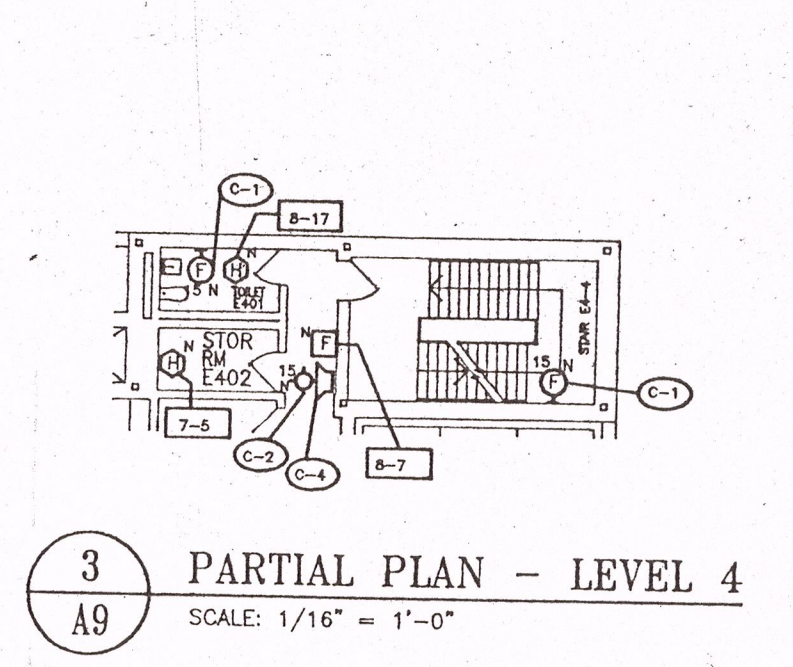 C-1
8-17
N
F
H
5 N
TOILET
E401
STOR
RM
E402
N
H
7-5
N
F
15
N
C-2
C-4
8-7
STAIR E4-4
15 N
F
C-1
3
A9
PARTIAL PLAN - LEVEL 4
SCALE: 1/16" = 1'-0"